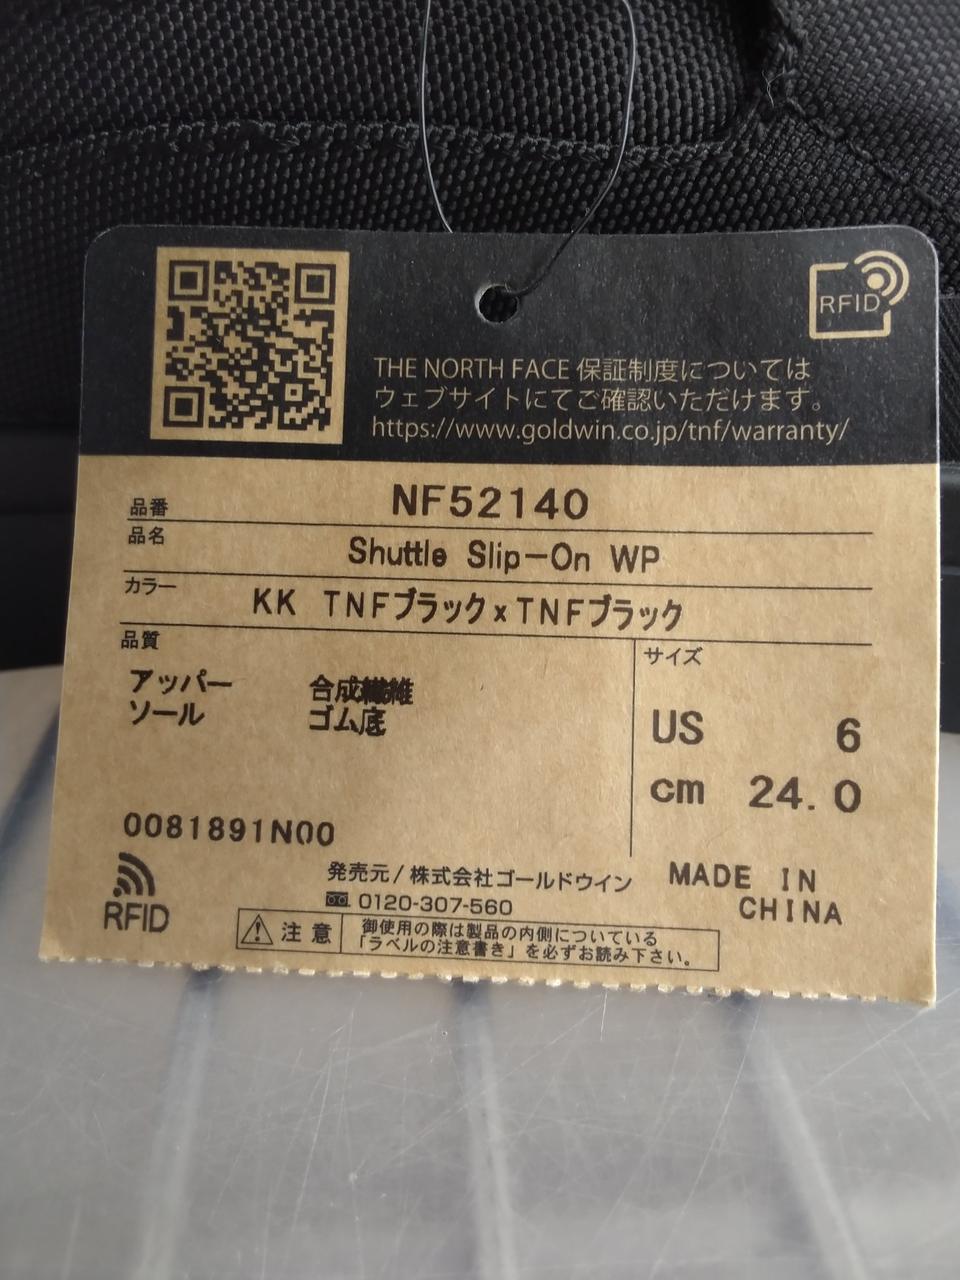 RFID
THE NORTH FACE 保証制度については
ウェブサイトにてご確認いただけます。
https://www.goldwin.co.jp/tnf/warranty/
品番 NF52140
品名 Shuttle Slip-On WP
カラー KK TNFブラックxTNFブラック
品質
アッパー 合成繊維
ソール ゴム底
サイズ
US 6
cm 24.0
0081891N00
RFID
発売元/株式会社ゴールドウイン
0120-307-560
MADE IN
CHINA
注意
御使用の際は製品の内側についている
「ラベルの注意書き」を必ずお読み下さい。